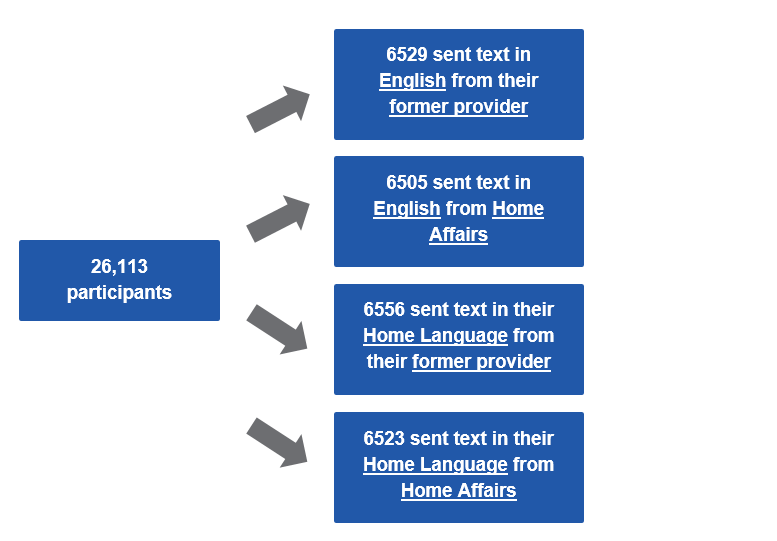 26,113
participants
6529 sent text in
English from their
former provider
6505 sent text in
English from Home
Affairs
6556 sent text in their
Home Language from
their former provider
6523 sent text in their
Home Language from
Home Affairs